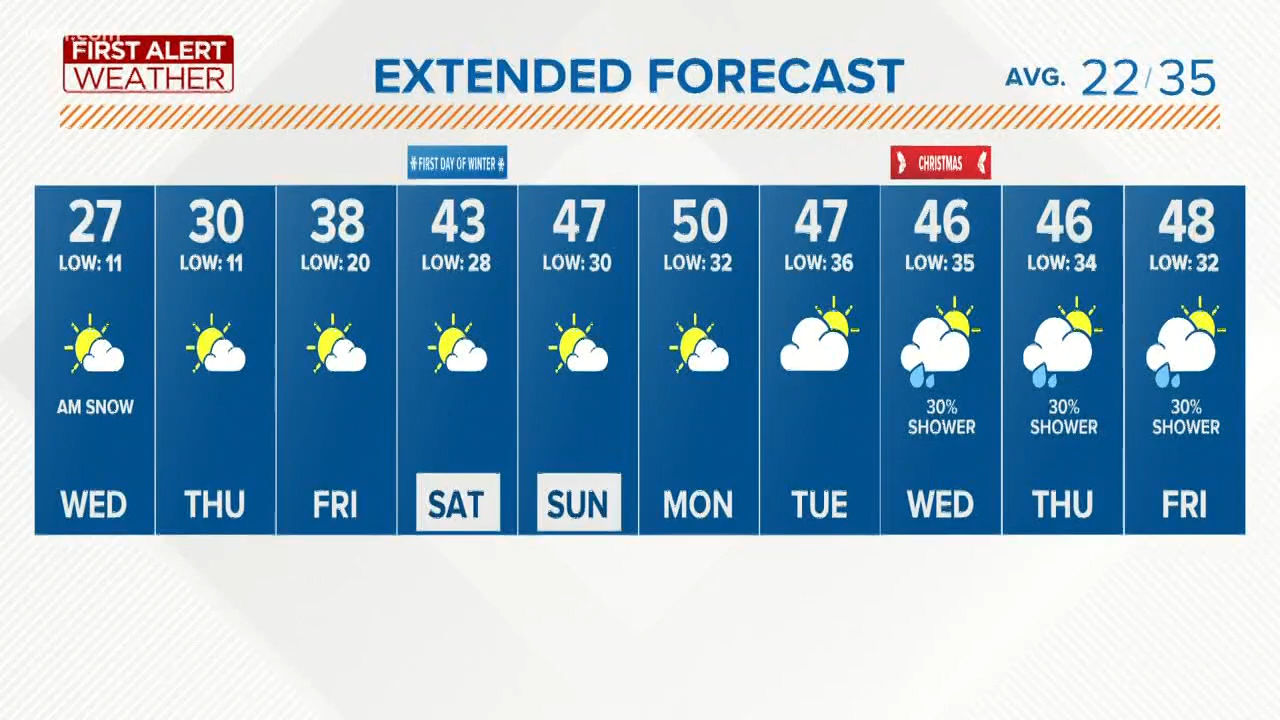 FIRST ALERT
WEATHER
EXTENDED FORECAST
AVG. 22/35
*FIRST DAY OF WINTER*
CHRISTMAS
27 30 38 43 47 50 47 46 46 48
LOW: 11 LOW: 11 LOW: 20 LOW: 28 LOW: 30 LOW: 32 LOW: 36 LOW: 35 LOW: 34 LOW: 32
AM SNOW 30% 30% 30%
SHOWER SHOWER SHOWER
WED THU FRI SAT SUN MON TUE WED THU FRI